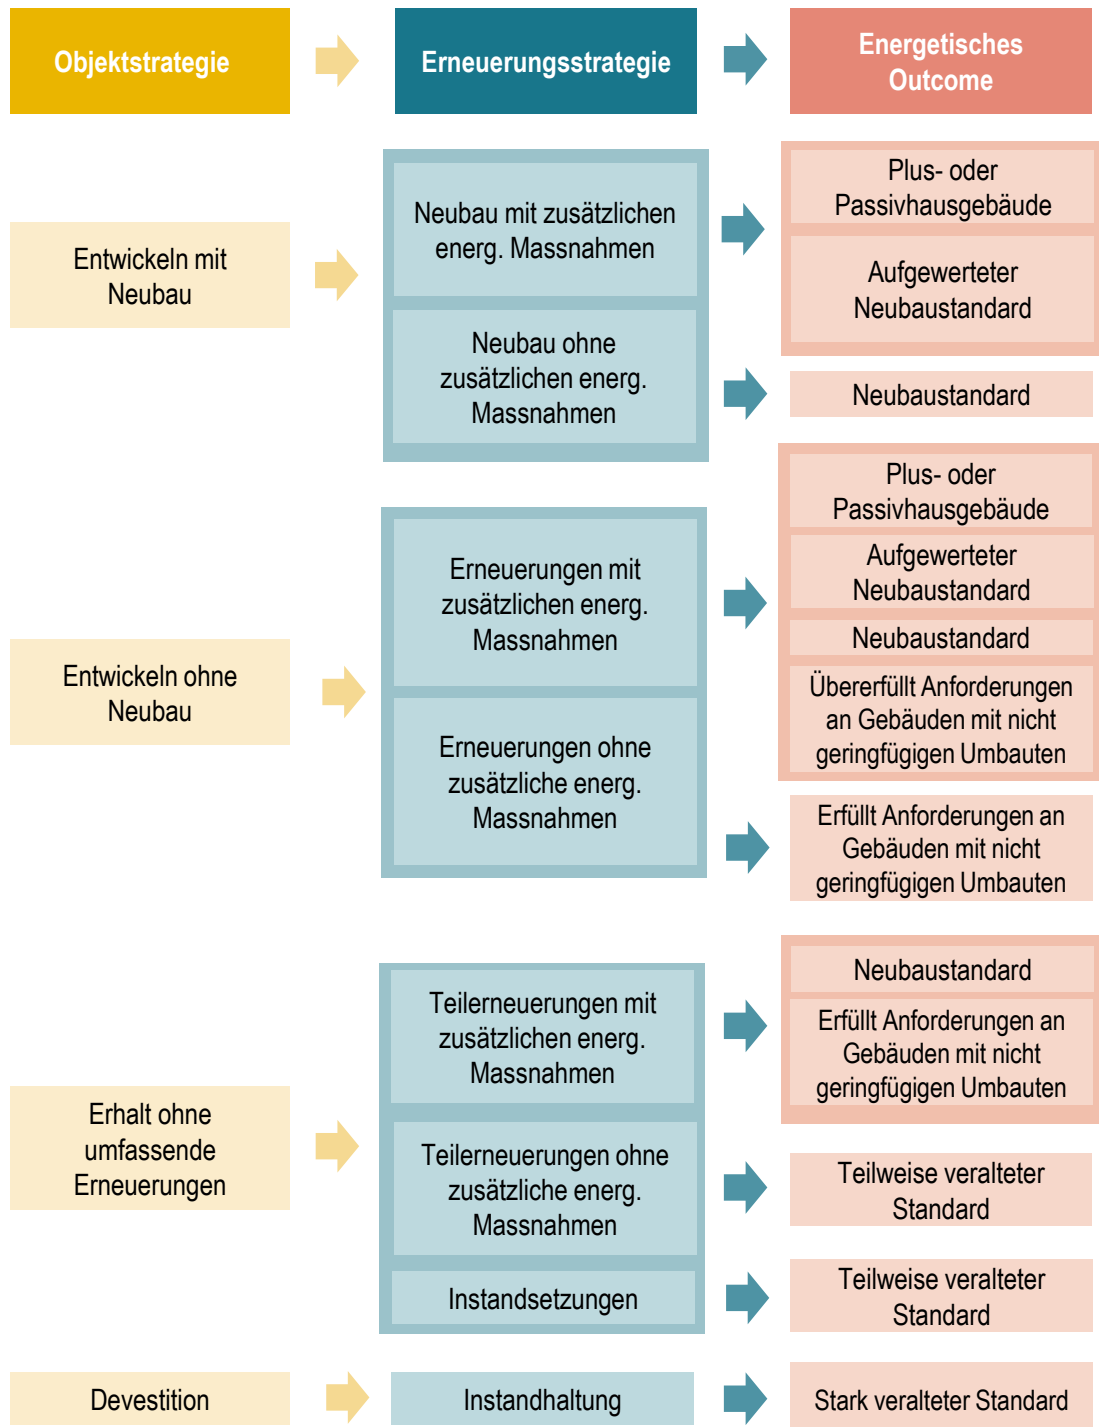 Objektstrategie
Erneuerungsstrategie
Energetisches
Outcome
Entwickeln mit
Neubau
Neubau mit zusätzlichen
energ. Massnahmen
Plus- oder
Passivhausgebäude
Aufgewerteter
Neubaustandard
Neubau ohne
zusätzlichen energ.
Massnahmen
Neubaustandard
Entwickeln ohne
Neubau
Erneuerungen mit
zusätzlichen energ.
Massnahmen
Plus- oder
Passivhausgebäude
Aufgewerteter
Neubaustandard
Neubaustandard
Übererfüllt Anforderungen
an Gebäuden mit nicht
geringfügigen Umbauten
Erneuerungen ohne
zusätzliche energ.
Massnahmen
Erfüllt Anforderungen an
Gebäuden mit nicht
geringfügigen Umbauten
Erhalt ohne
umfassende
Erneuerungen
Teilerneuerungen mit
zusätzlichen energ.
Massnahmen
Neubaustandard
Erfüllt Anforderungen an
Gebäuden mit nicht
geringfügigen Umbauten
Teilerneuerungen ohne
zusätzliche energ.
Massnahmen
Teilweise veralteter
Standard
Instandsetzungen
Teilweise veralteter
Standard
Devestition
Instandhaltung
Stark veralteter Standard